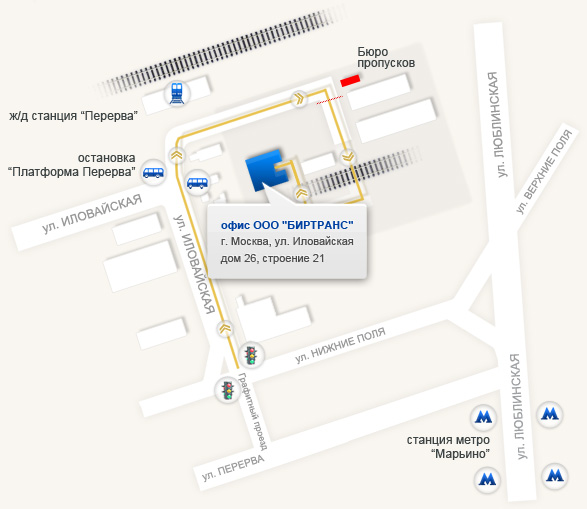 Бюро
пропусков
ж/д станция “Перерва”
остановка
“Платформа Перерва”
ул. ИЛОВАЙСКАЯ
ул. ИЛОВАЙСКАЯ
ул. ЛЮБЛИНСКАЯ
ул. ВЕРХНИЕ ПОЛЯ
офис ООО "БИРТРАНС"
г. Москва, ул. Иловайская
дом 26, строение 21
ул. НИЖНИЕ ПОЛЯ
Графитный проезд
ул. ПЕРЕРВА
ул. ЛЮБЛИНСКАЯ
станция метро
“Марьино”